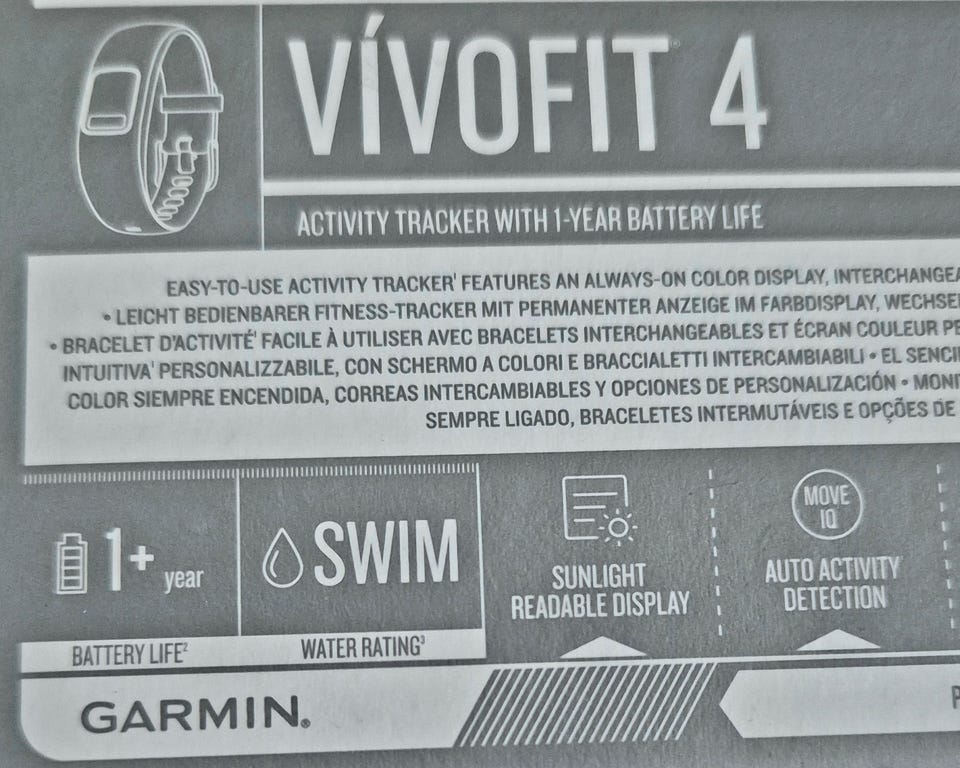 VÍVOFIT® 4
ACTIVITY TRACKER WITH 1-YEAR BATTERY LIFE
EASY-TO-USE ACTIVITY TRACKER¹ FEATURES AN ALWAYS-ON COLOR DISPLAY, INTERCHANGEA
• LEICHT BEDIENBARER FITNESS-TRACKER MIT PERMANENTER ANZEIGE IM FARBDISPLAY, WECHSE
• BRACELET D'ACTIVITÉ¹ FACILE À UTILISER AVEC BRACELETS INTERCHANGEABLES ET ÉCRAN COULEUR PE
INTUITIVA¹ PERSONALIZZABILE, CON SCHERMO A COLORI E BRACCIALETTI INTERCAMBIABILI • EL SENCI
COLOR SIEMPRE ENCENDIDA, CORREAS INTERCAMBIABLES Y OPCIONES DE PERSONALIZACIÓN • MONI
SEMPRE LIGADO, BRACELETES INTERMUTÁVEIS E OPÇÕES DE
1+ year
BATTERY LIFE²
SWIM
WATER RATING³
SUNLIGHT
READABLE DISPLAY
MOVE
IQ
AUTO ACTIVITY
DETECTION
GARMIN®
P